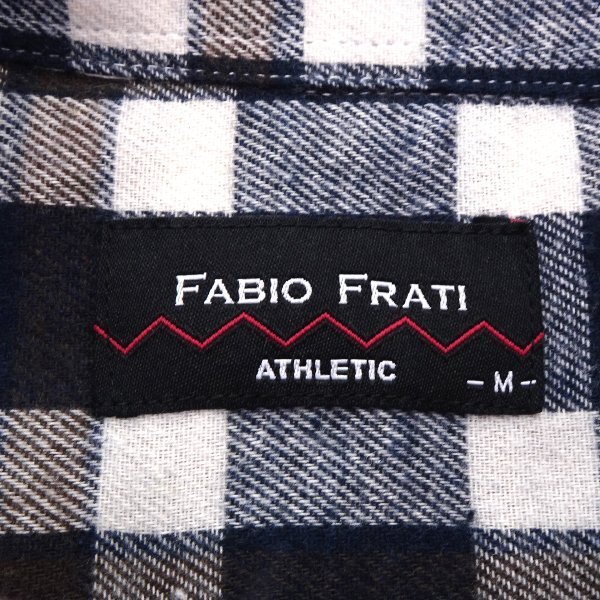 FABIO FRATI
ATHLETIC
- M -